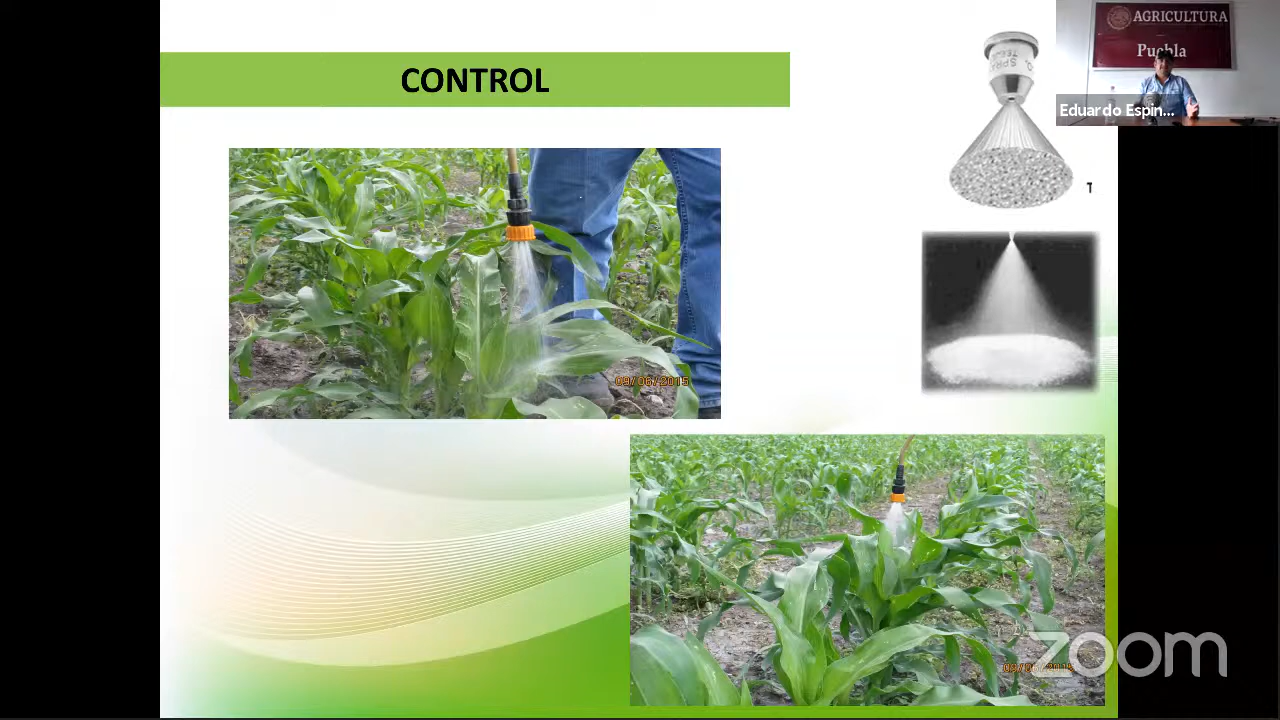 CONTROL
AGRICULTURA
Puebla
Eduardo Espin...
T
09/06/2015
zoom